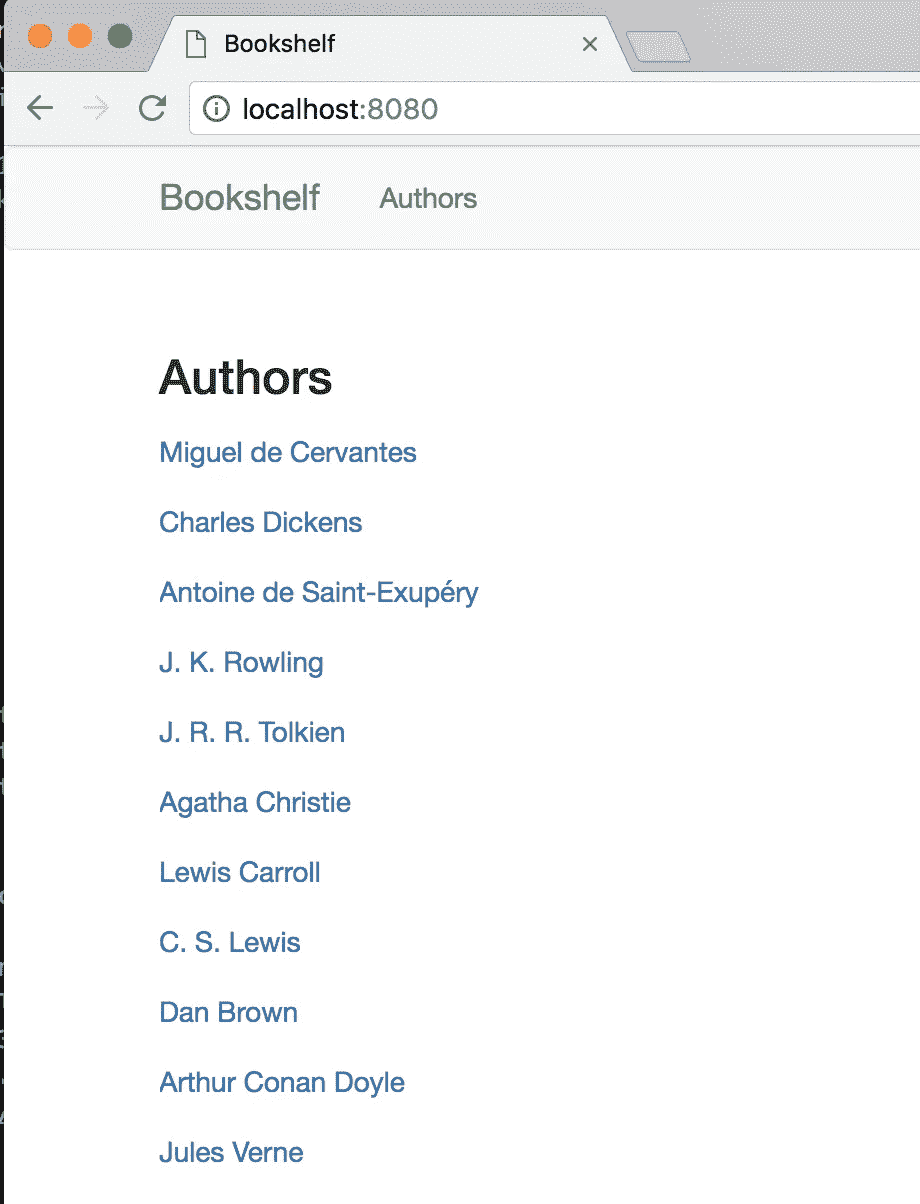 Bookshelf
localhost:8080
Bookshelf Authors
Authors
Miguel de Cervantes
Charles Dickens
Antoine de Saint-Exupéry
J. K. Rowling
J. R. R. Tolkien
Agatha Christie
Lewis Carroll
C. S. Lewis
Dan Brown
Arthur Conan Doyle
Jules Verne